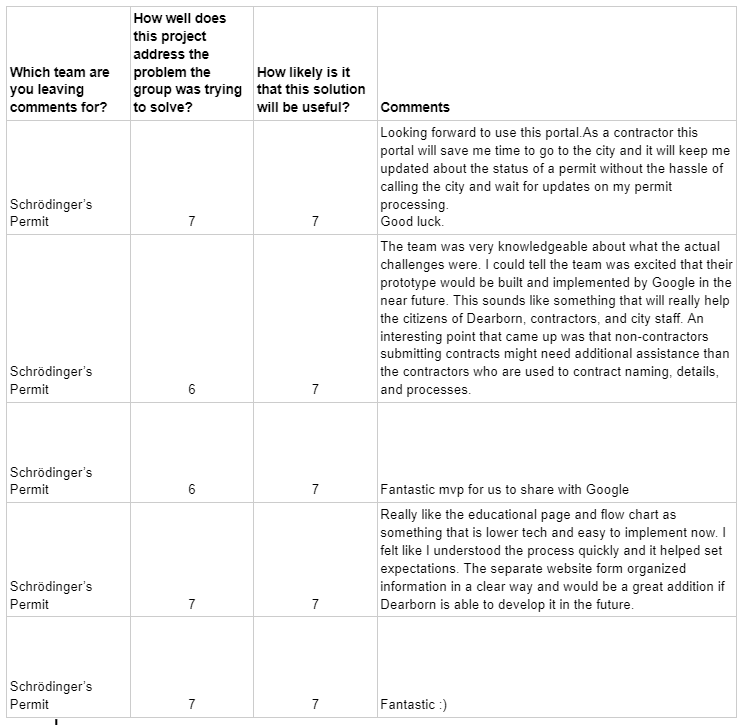 Which team are
you leaving
comments for?
How well does
this project
address the
problem the
group was trying
to solve?
How likely is it
that this solution
will be useful?
Comments
Schrödinger's
Permit
7
7
Looking forward to use this portal.As a contractor this
portal will save me time to go to the city and it will keep me
updated about the status of a permit without the hassle of
calling the city and wait for updates on my permit
processing.
Good luck.
Schrödinger's
Permit
6
7
The team was very knowledgeable about what the actual
challenges were. I could tell the team was excited that their
prototype would be built and implemented by Google in the
near future. This sounds like something that will really help
the citizens of Dearborn, contractors, and city staff. An
interesting point that came up was that non-contractors
submitting contracts might need additional assistance than
the contractors who are used to contract naming, details,
and processes.
Schrödinger's
Permit
6
7
Fantastic mvp for us to share with Google
Schrödinger's
Permit
7
7
Really like the educational page and flow chart as
something that is lower tech and easy to implement now. I
felt like I understood the process quickly and it helped set
expectations. The separate website form organized
information in a clear way and would be a great addition if
Dearborn is able to develop it in the future.
Schrödinger's
Permit
7
7
Fantastic :)